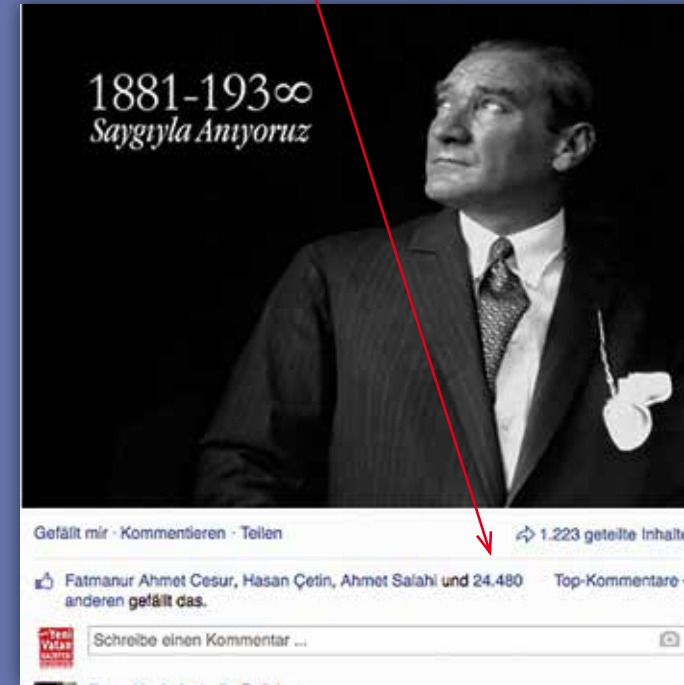 1881-193∞
Saygıyla Anıyoruz
Gefällt mir · Kommentieren · Teilen
1.223 geteilte Inhalte
Fatmanur Ahmet Cesur, Hasan Çetin, Ahmet Salahi und 24.480
anderen gefällt das.
Top-Kommentare
Yeni
Vatan
Schreibe einen Kommentar ...